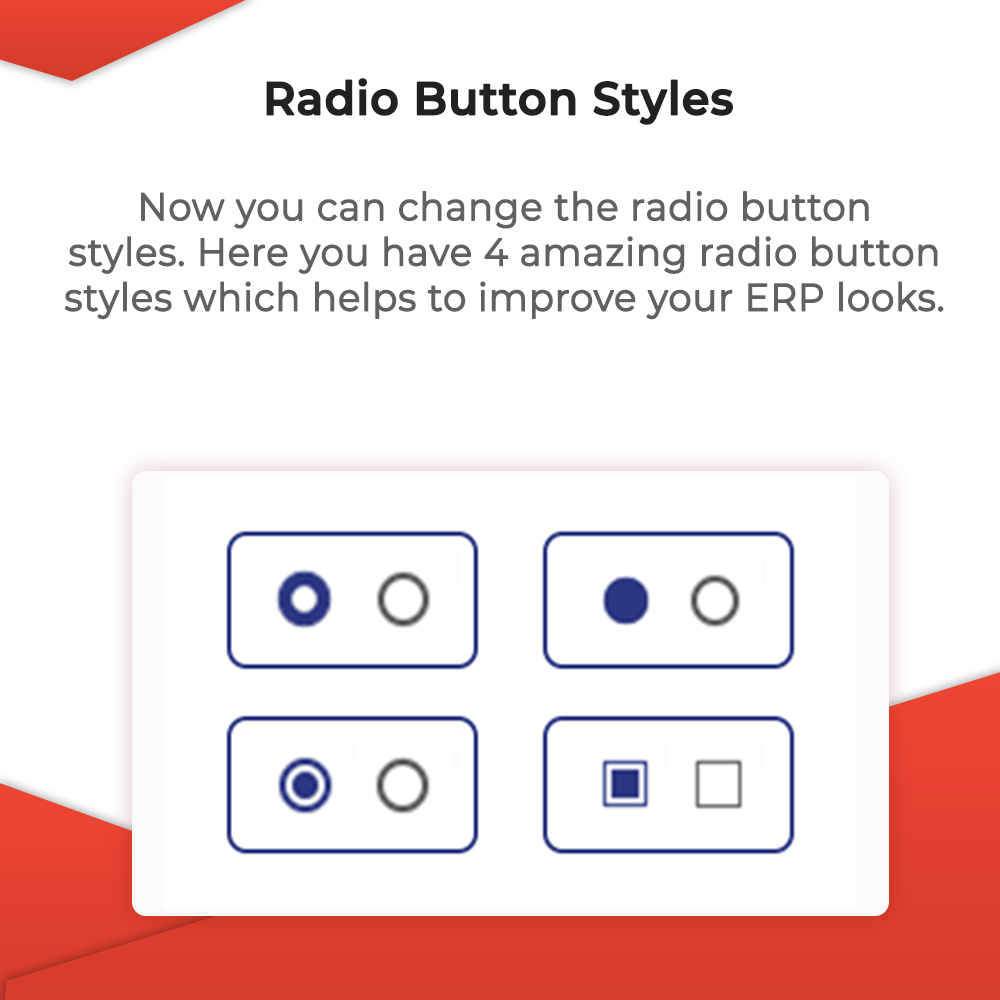 Radio Button Styles
Now you can change the radio button
styles. Here you have 4 amazing radio button
styles which helps to improve your ERP looks.